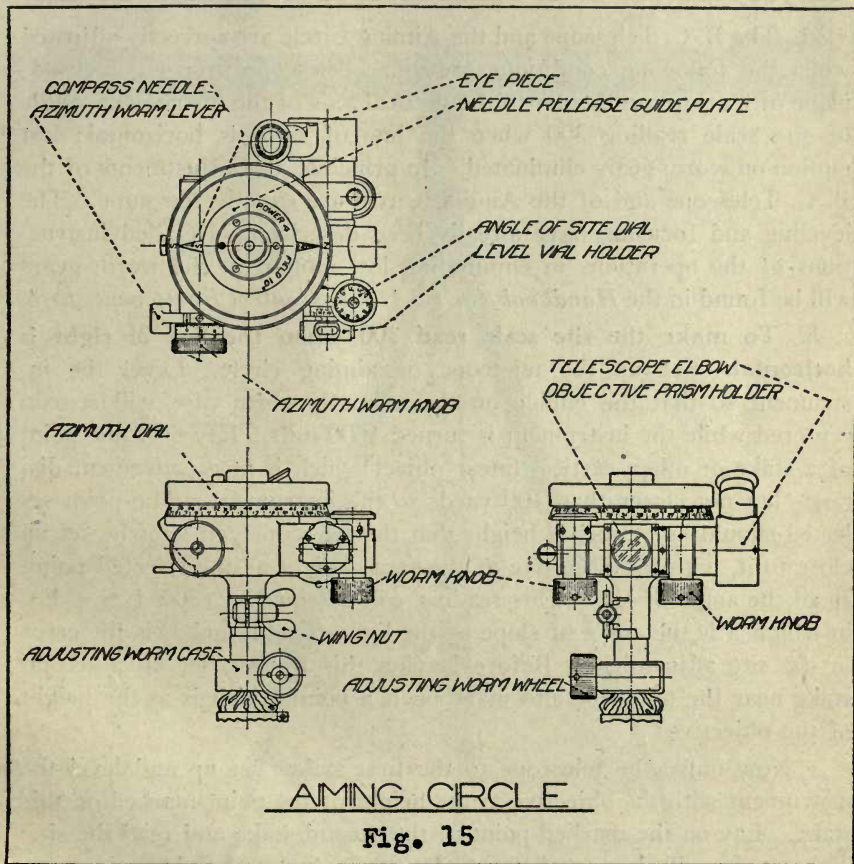 COMPASS NEEDLE
AZIMUTH WORM LEVER
EYE PIECE
NEEDLE RELEASE GUIDE PLATE
POWER-4
FIELD 10°
S
N
ANGLE OF SITE DIAL
LEVEL VIAL HOLDER
AZIMUTH WORM KNOB
AZIMUTH DIAL
TELESCOPE ELBOW
OBJECTIVE PRISM HOLDER
WORM KNOB
WING NUT
WORM KNOB
ADJUSTING WORM CASE
ADJUSTING WORM WHEEL
AIMING CIRCLE
Fig. 15